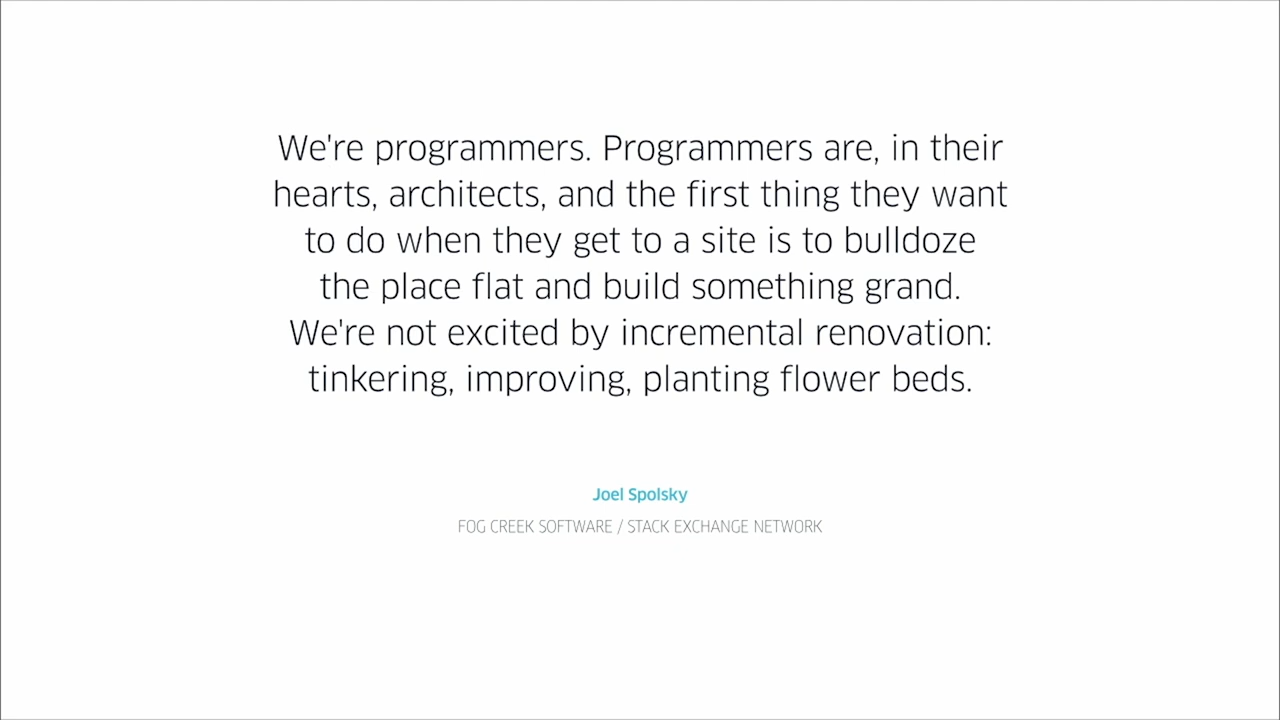 We're programmers. Programmers are, in their
hearts, architects, and the first thing they want
to do when they get to a site is to bulldoze
the place flat and build something grand.
We're not excited by incremental renovation:
tinkering, improving, planting flower beds.
Joel Spolsky
FOG CREEK SOFTWARE / STACK EXCHANGE NETWORK